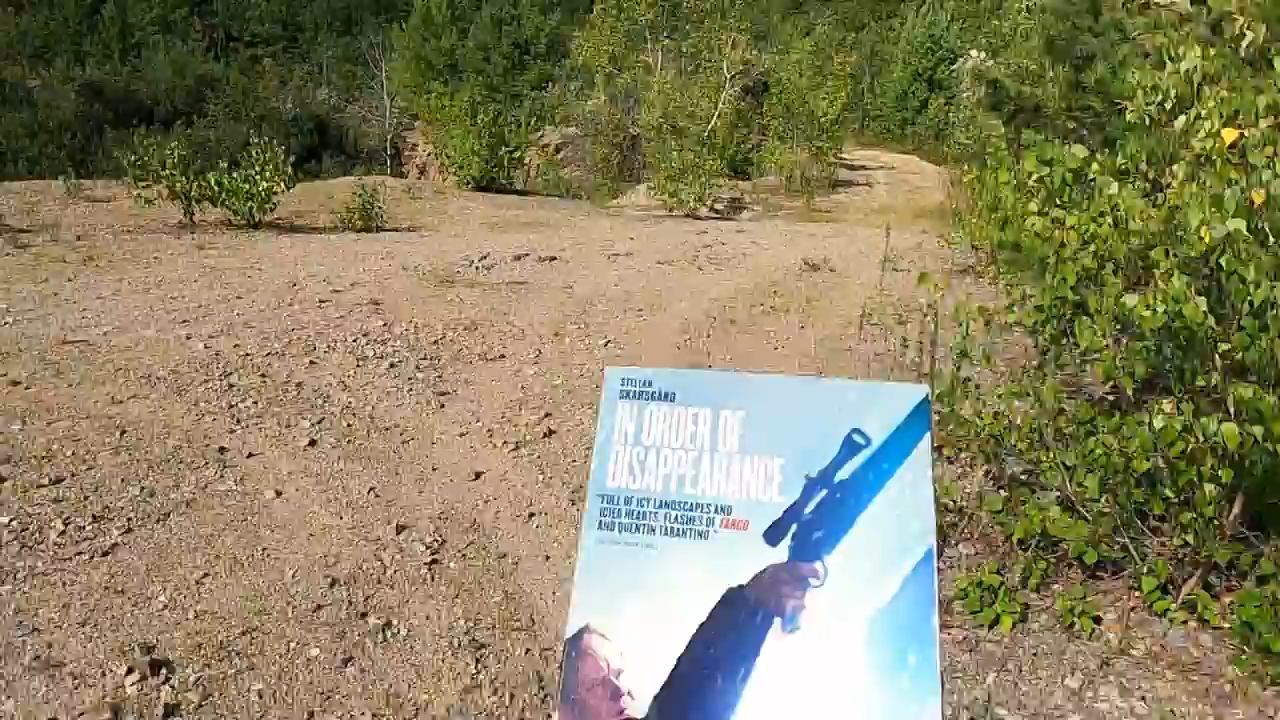 STELLAN
SKARSGÅRD
IN ORDER OF
DISAPPEARANCE
"FULL OF ICY LANDSCAPES AND
ICIER HEARTS. FLASHES OF FARGO
AND QUENTIN TARANTINO."